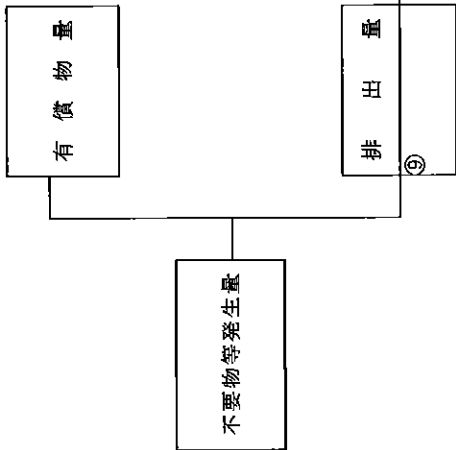 不要物等発生量
有償物量
排出量
⑨